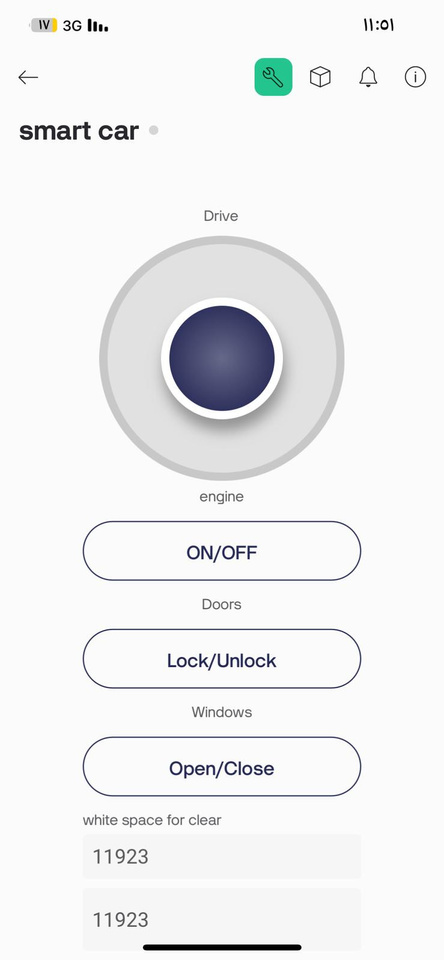 ١٧ 3G ١١:٥١
smart car
Drive
engine
ON/OFF
Doors
Lock/Unlock
Windows
Open/Close
white space for clear
11923
11923